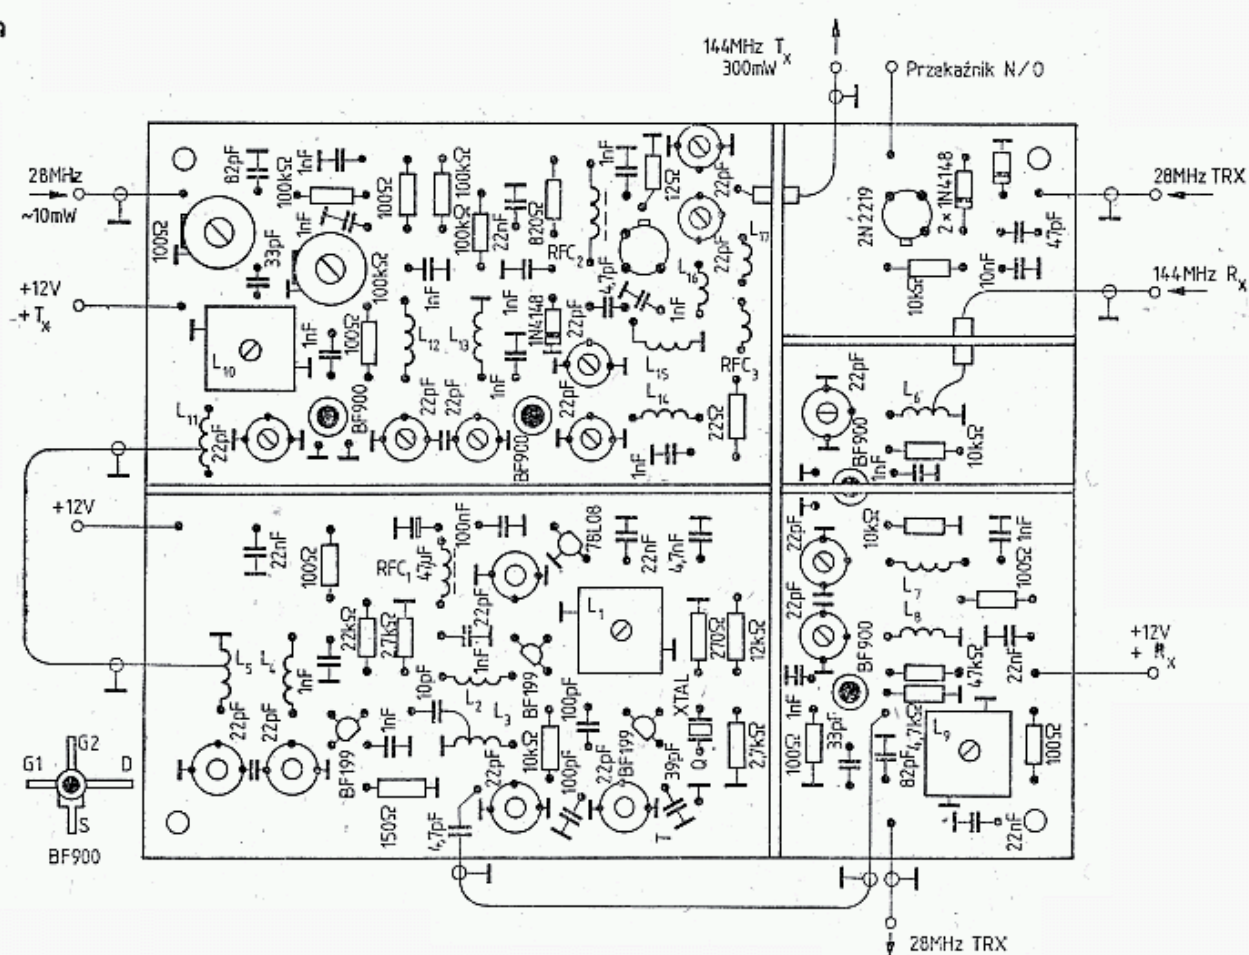 a
144MHz Tx
300mW
Przekaźnik N/O
28MHz
~10mW
+12V
+ Tx
82pF
1nF
100kΩ
1nF
100Ω
33pF
100Ω
100kΩ
100kΩ
100kΩ
22nF
820Ω
RFC2
1nF
12Ω
22pF
22pF
L17
L16
4,7pF
1nF
1nF
1nF
100Ω
L10
L12
L13
1nF
1N4148
22pF
L15
RFC3
L14
22Ω
L11
22pF
BF900
22pF
22pF
1nF
BF900
22pF
1nF
2N2219
2×1N4148
28MHz TRX
47pF
10kΩ
10nF
144MHz Rx
22pF
L6
10kΩ
BF900
1nF
+12V
22nF
100Ω
RFC1
47µF
100nF
22pF
78L08
22nF
4,7nF
L1
270Ω
12kΩ
22kΩ
2,7kΩ
1nF
L5
L4
1nF
10pF
L2
BF199
L3
100pF
XTAL
22pF
22pF
BF199
1nF
22pF
10kΩ
100pF
22pF
BF199
39pF
Q
2,7kΩ
150Ω
4,7pF
T
22pF
10kΩ
1nF
L7
100Ω
22pF
L8
BF900
47kΩ
22nF
+12V
+ Rx
1nF
100Ω
33pF
4,7kΩ
82pF
L9
100Ω
22nF
G1
G2
D
S
BF900
28MHz TRX